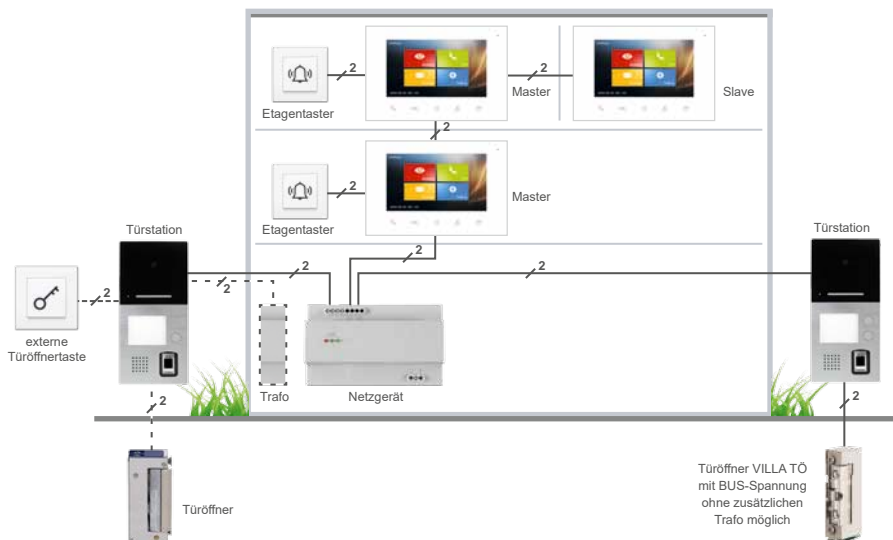 2
2
Etagentaster
Master
Slave
2
2
Etagentaster
Master
Türstation
Türstation
2
2
2
2
2
externe
Türöffnertaste
Trafo
Netzgerät
2
2
Türöffner
Türöffner VILLA TÖ
mit BUS-Spannung
ohne zusätzlichen
Trafo möglich